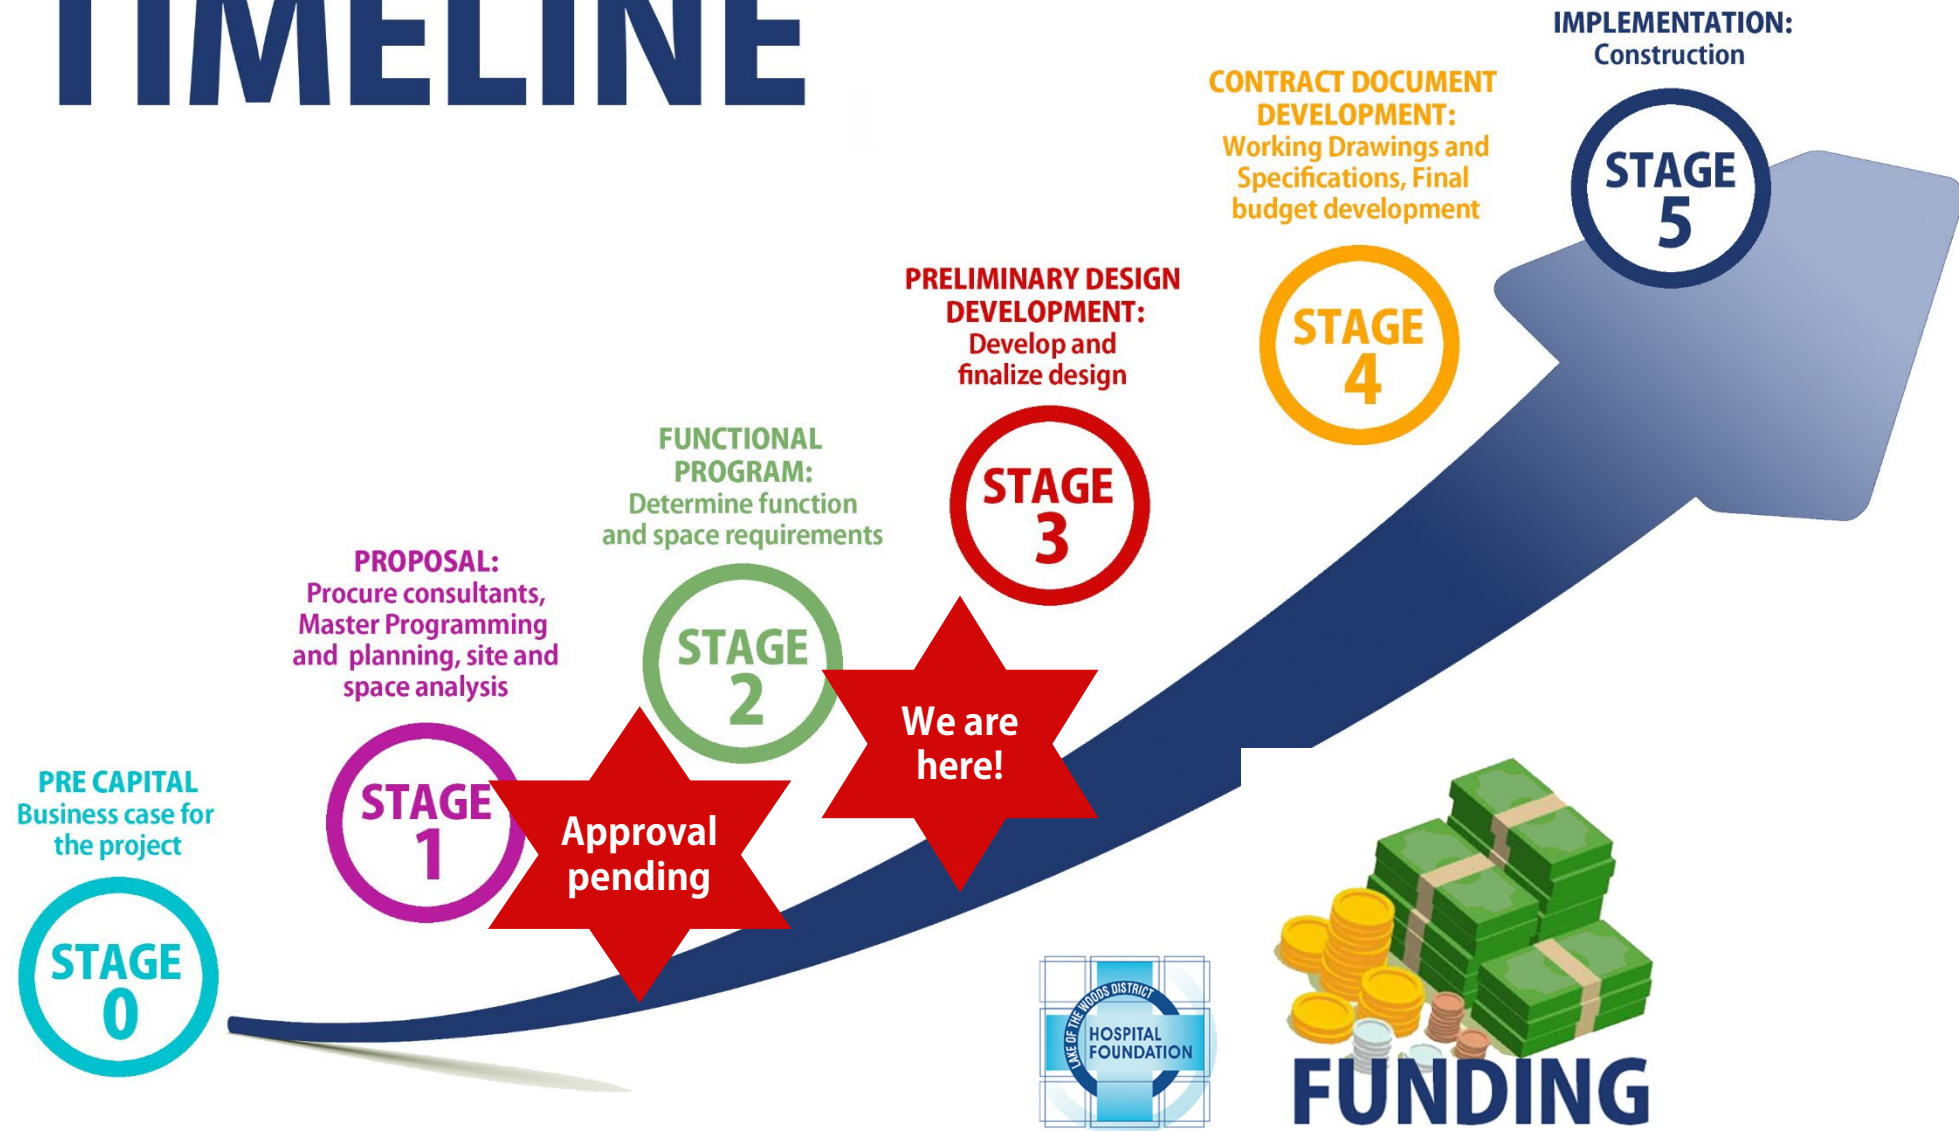 TIMELINE
IMPLEMENTATION:
Construction
STAGE
5
CONTRACT DOCUMENT
DEVELOPMENT:
Working Drawings and
Specifications, Final
budget development
STAGE
4
PRELIMINARY DESIGN
DEVELOPMENT:
Develop and
finalize design
STAGE
3
FUNCTIONAL
PROGRAM:
Determine function
and space requirements
STAGE
2
We are
here!
PROPOSAL:
Procure consultants,
Master Programming
and planning, site and
space analysis
STAGE
1
Approval
pending
PRE CAPITAL
Business case for
the project
STAGE
0
LAKE OF THE WOODS DISTRICT
HOSPITAL
FOUNDATION
FUNDING